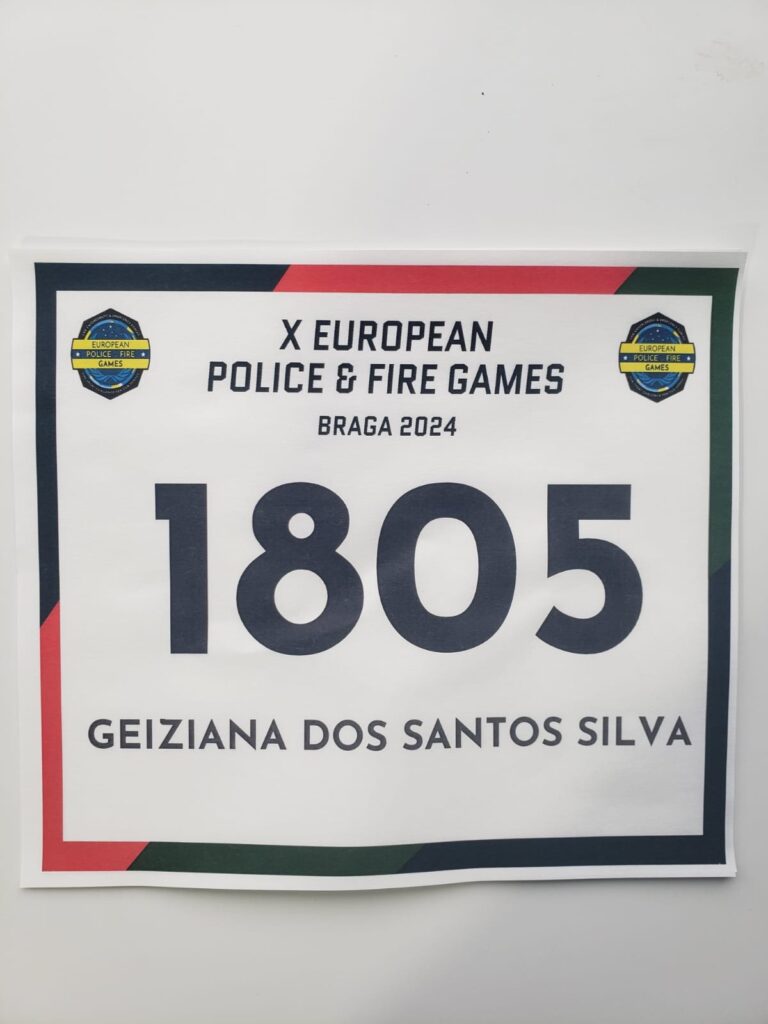 X EUROPEAN
POLICE & FIRE GAMES
BRAGA 2024
EUROPEAN
POLICE FIRE
GAMES
EUROPEAN
POLICE FIRE
GAMES
1805
GEIZIANA DOS SANTOS SILVA